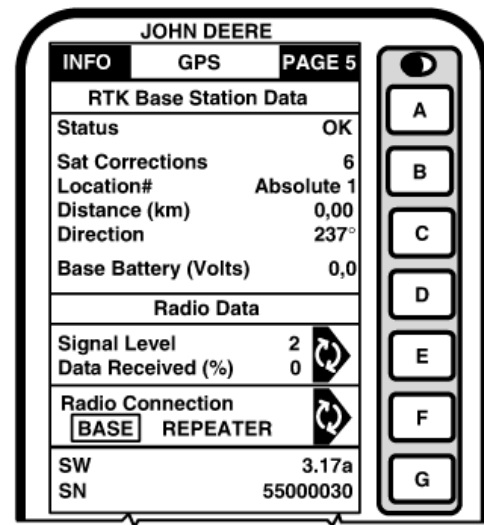 JOHN DEERE
INFO GPS PAGE 5
RTK Base Station Data
Status OK
Sat Corrections 6
Location# Absolute 1
Distance (km) 0,00
Direction 237°
Base Battery (Volts) 0,0
Radio Data
Signal Level 2
Data Received (%) 0
Radio Connection
BASE REPEATER
SW 3.17a
SN 55000030
A
B
C
D
E
F
G